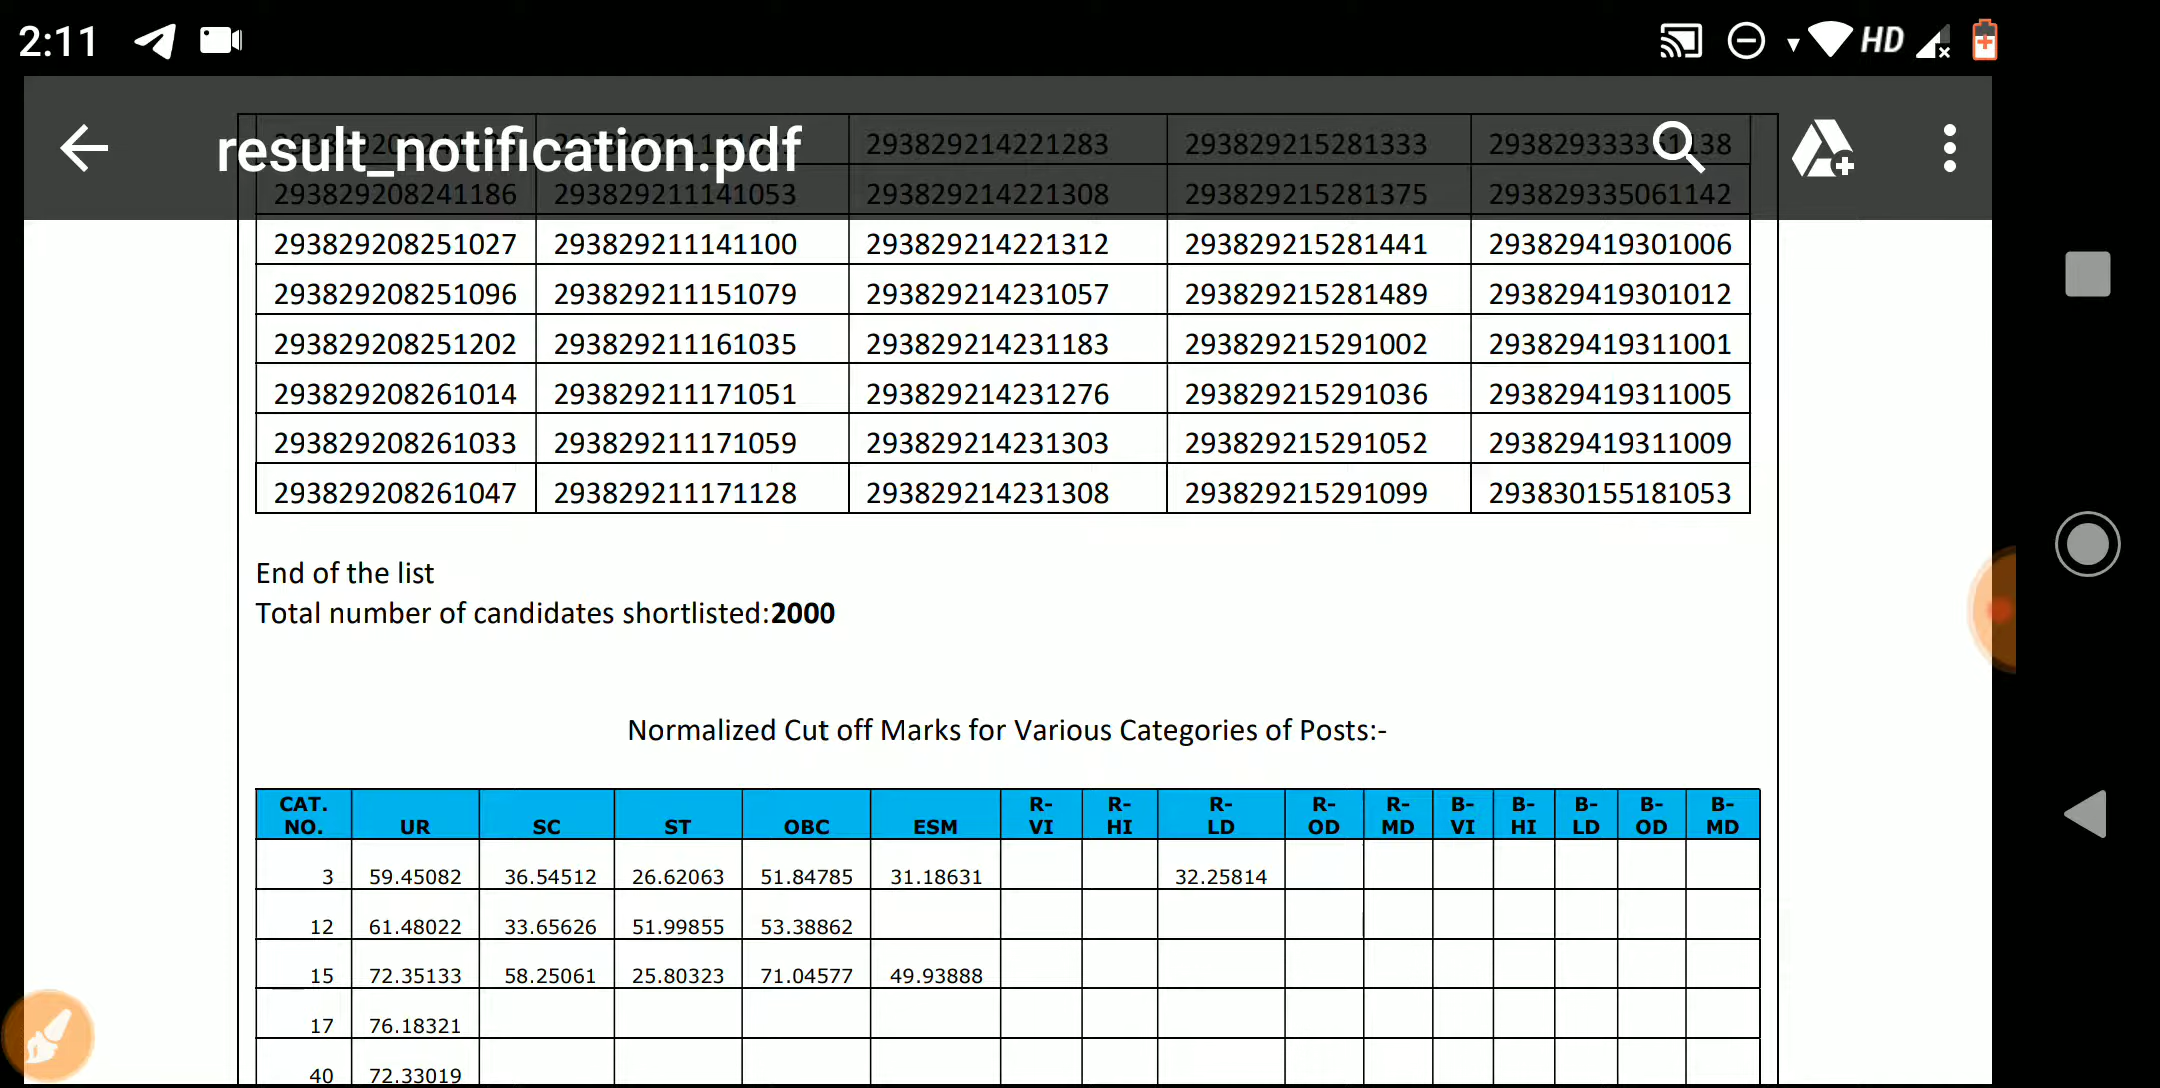 2:11 HD
result_notification.pdf
293829214221283 293829215281333
293829208241186 293829211141053 293829214221308 293829215281375 293829335061142
293829208251027 293829211141100 293829214221312 293829215281441 293829419301006
293829208251096 293829211151079 293829214231057 293829215281489 293829419301012
293829208251202 293829211161035 293829214231183 293829215291002 293829419311001
293829208261014 293829211171051 293829214231276 293829215291036 293829419311005
293829208261033 293829211171059 293829214231303 293829215291052 293829419311009
293829208261047 293829211171128 293829214231308 293829215291099 293830155181053
End of the list
Total number of candidates shortlisted:2000
Normalized Cut off Marks for Various Categories of Posts:-
CAT. NO. UR SC ST OBC ESM R-VI R-HI R-LD R-OD R-MD B-VI B-HI B-LD B-OD B-MD
3 59.45082 36.54512 26.62063 51.84785 31.18631 32.25814
12 61.48022 33.65626 51.99855 53.38862
15 72.35133 58.25061 25.80323 71.04577 49.93888
17 76.18321
40 72.33019